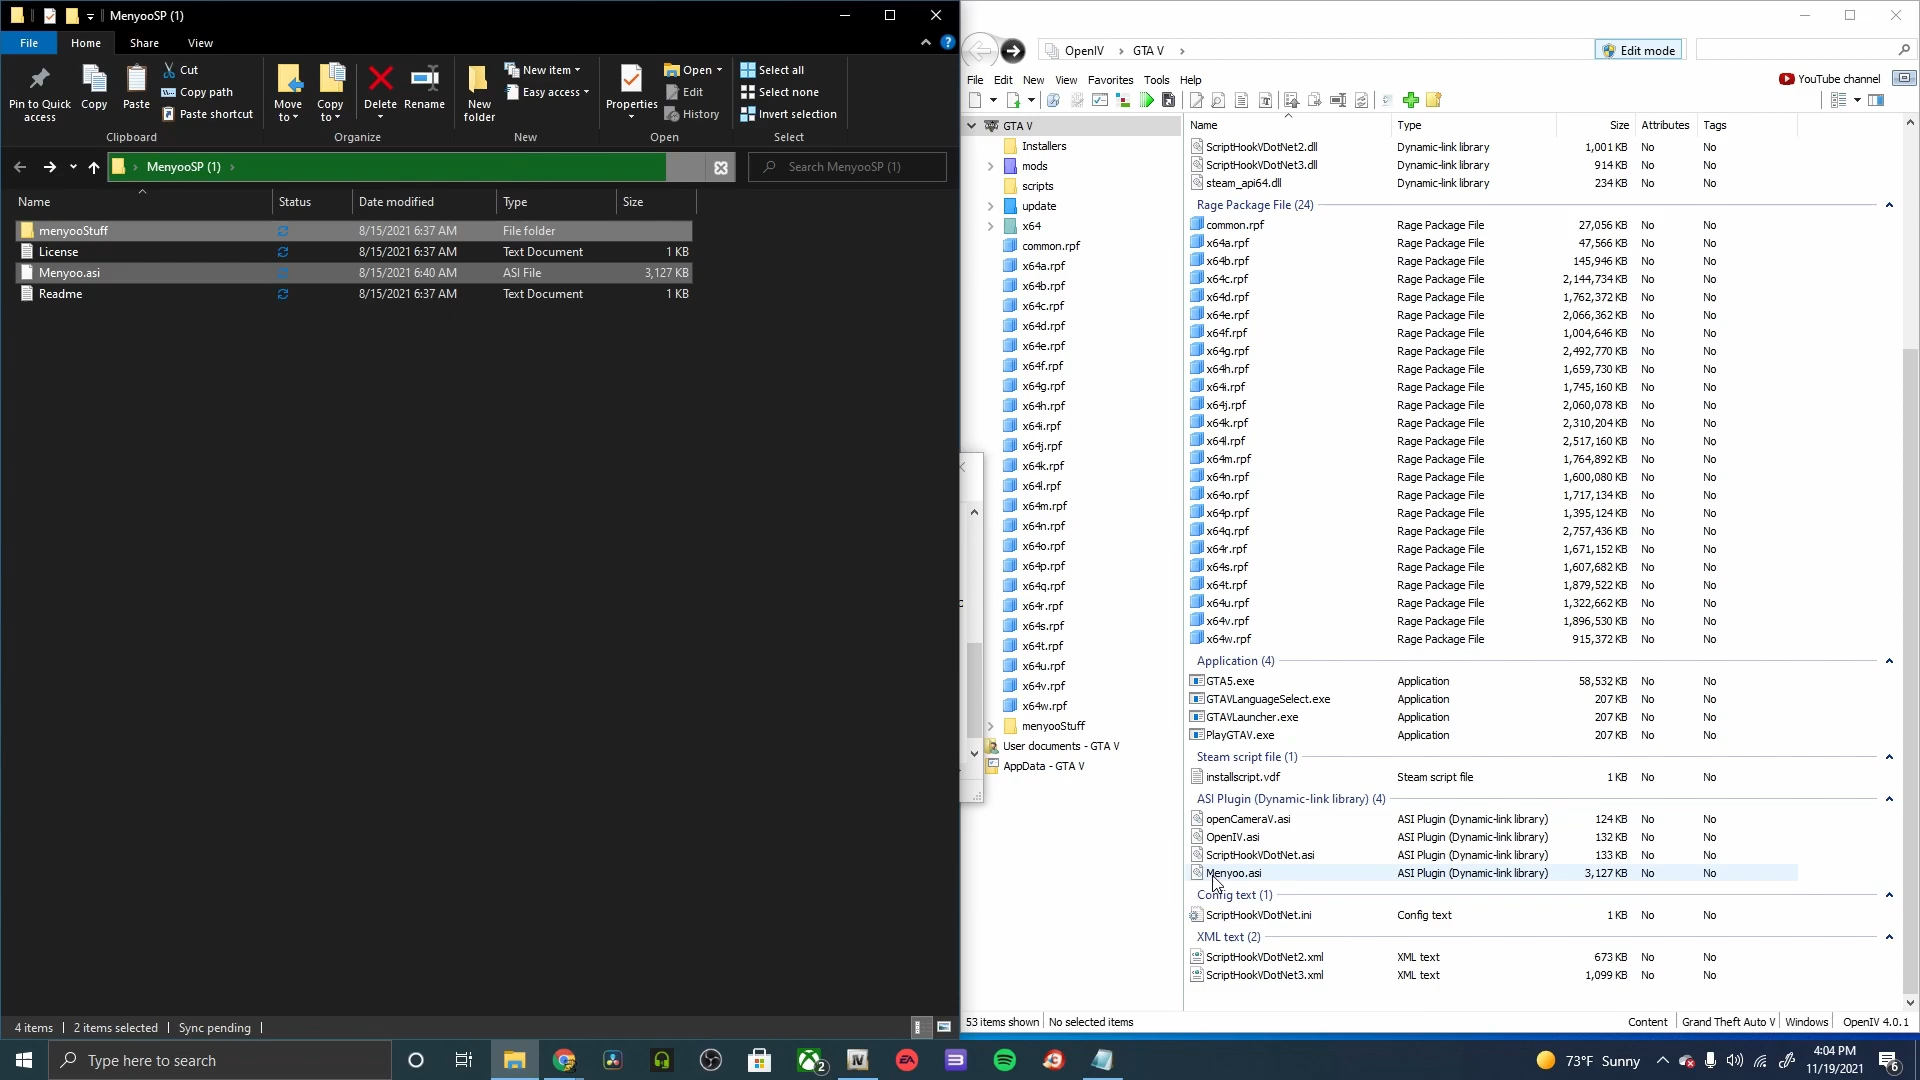 MenyooSP (1)
File
Home
Share
View
Pin to Quick access
Copy
Paste
Cut
Copy path
Paste shortcut
Move to
Copy to
Delete
Rename
New folder
New item
Easy access
Properties
Open
Edit
History
Select all
Select none
Invert selection
Clipboard
Organize
New
Open
Select
MenyooSP (1)
Search MenyooSP (1)
Name Status Date modified Type Size
menyooStuff 8/15/2021 6:37 AM File folder
License 8/15/2021 6:37 AM Text Document 1 KB
Menyoo.asi 8/15/2021 6:40 AM ASI File 3,127 KB
Readme 8/15/2021 6:37 AM Text Document 1 KB
4 items 2 items selected Sync pending
OpenIV GTA V
Edit mode
File Edit New View Favorites Tools Help
YouTube channel
GTA V
Installers
mods
scripts
update
x64
common.rpf
x64a.rpf
x64b.rpf
x64c.rpf
x64d.rpf
x64e.rpf
x64f.rpf
x64g.rpf
x64h.rpf
x64i.rpf
x64j.rpf
x64k.rpf
x64l.rpf
x64m.rpf
x64n.rpf
x64o.rpf
x64p.rpf
x64q.rpf
x64r.rpf
x64s.rpf
x64t.rpf
x64u.rpf
x64v.rpf
x64w.rpf
menyooStuff
User documents - GTA V
AppData - GTA V
Name Type Size Attributes Tags
ScriptHookVDotNet2.dll Dynamic-link library 1,001 KB No No
ScriptHookVDotNet3.dll Dynamic-link library 914 KB No No
steam_api64.dll Dynamic-link library 234 KB No No
Rage Package File (24)
common.rpf Rage Package File 27,056 KB No No
x64a.rpf Rage Package File 47,566 KB No No
x64b.rpf Rage Package File 145,946 KB No No
x64c.rpf Rage Package File 2,144,734 KB No No
x64d.rpf Rage Package File 1,762,372 KB No No
x64e.rpf Rage Package File 2,066,362 KB No No
x64f.rpf Rage Package File 1,004,646 KB No No
x64g.rpf Rage Package File 2,492,770 KB No No
x64h.rpf Rage Package File 1,659,730 KB No No
x64i.rpf Rage Package File 1,745,160 KB No No
x64j.rpf Rage Package File 2,060,078 KB No No
x64k.rpf Rage Package File 2,310,204 KB No No
x64l.rpf Rage Package File 2,517,160 KB No No
x64m.rpf Rage Package File 1,764,892 KB No No
x64n.rpf Rage Package File 1,600,080 KB No No
x64o.rpf Rage Package File 1,717,134 KB No No
x64p.rpf Rage Package File 1,395,124 KB No No
x64q.rpf Rage Package File 2,757,436 KB No No
x64r.rpf Rage Package File 1,671,152 KB No No
x64s.rpf Rage Package File 1,607,682 KB No No
x64t.rpf Rage Package File 1,879,522 KB No No
x64u.rpf Rage Package File 1,322,662 KB No No
x64v.rpf Rage Package File 1,896,530 KB No No
x64w.rpf Rage Package File 915,372 KB No No
Application (4)
GTA5.exe Application 58,532 KB No No
GTAVLanguageSelect.exe Application 207 KB No No
GTAVLauncher.exe Application 207 KB No No
PlayGTAV.exe Application 207 KB No No
Steam script file (1)
installscript.vdf Steam script file 1 KB No No
ASI Plugin (Dynamic-link library) (4)
openCameraV.asi ASI Plugin (Dynamic-link library) 124 KB No No
OpenIV.asi ASI Plugin (Dynamic-link library) 132 KB No No
ScriptHookVDotNet.asi ASI Plugin (Dynamic-link library) 133 KB No No
Menyoo.asi ASI Plugin (Dynamic-link library) 3,127 KB No No
Config text (1)
ScriptHookVDotNet.ini Config text 1 KB No No
XML text (2)
ScriptHookVDotNet2.xml XML text 673 KB No No
ScriptHookVDotNet3.xml XML text 1,099 KB No No
53 items shown No selected items Content Grand Theft Auto V Windows OpenIV 4.0.1
Type here to search
2
IV
EA
73°F Sunny
4:04 PM
11/19/2021
6